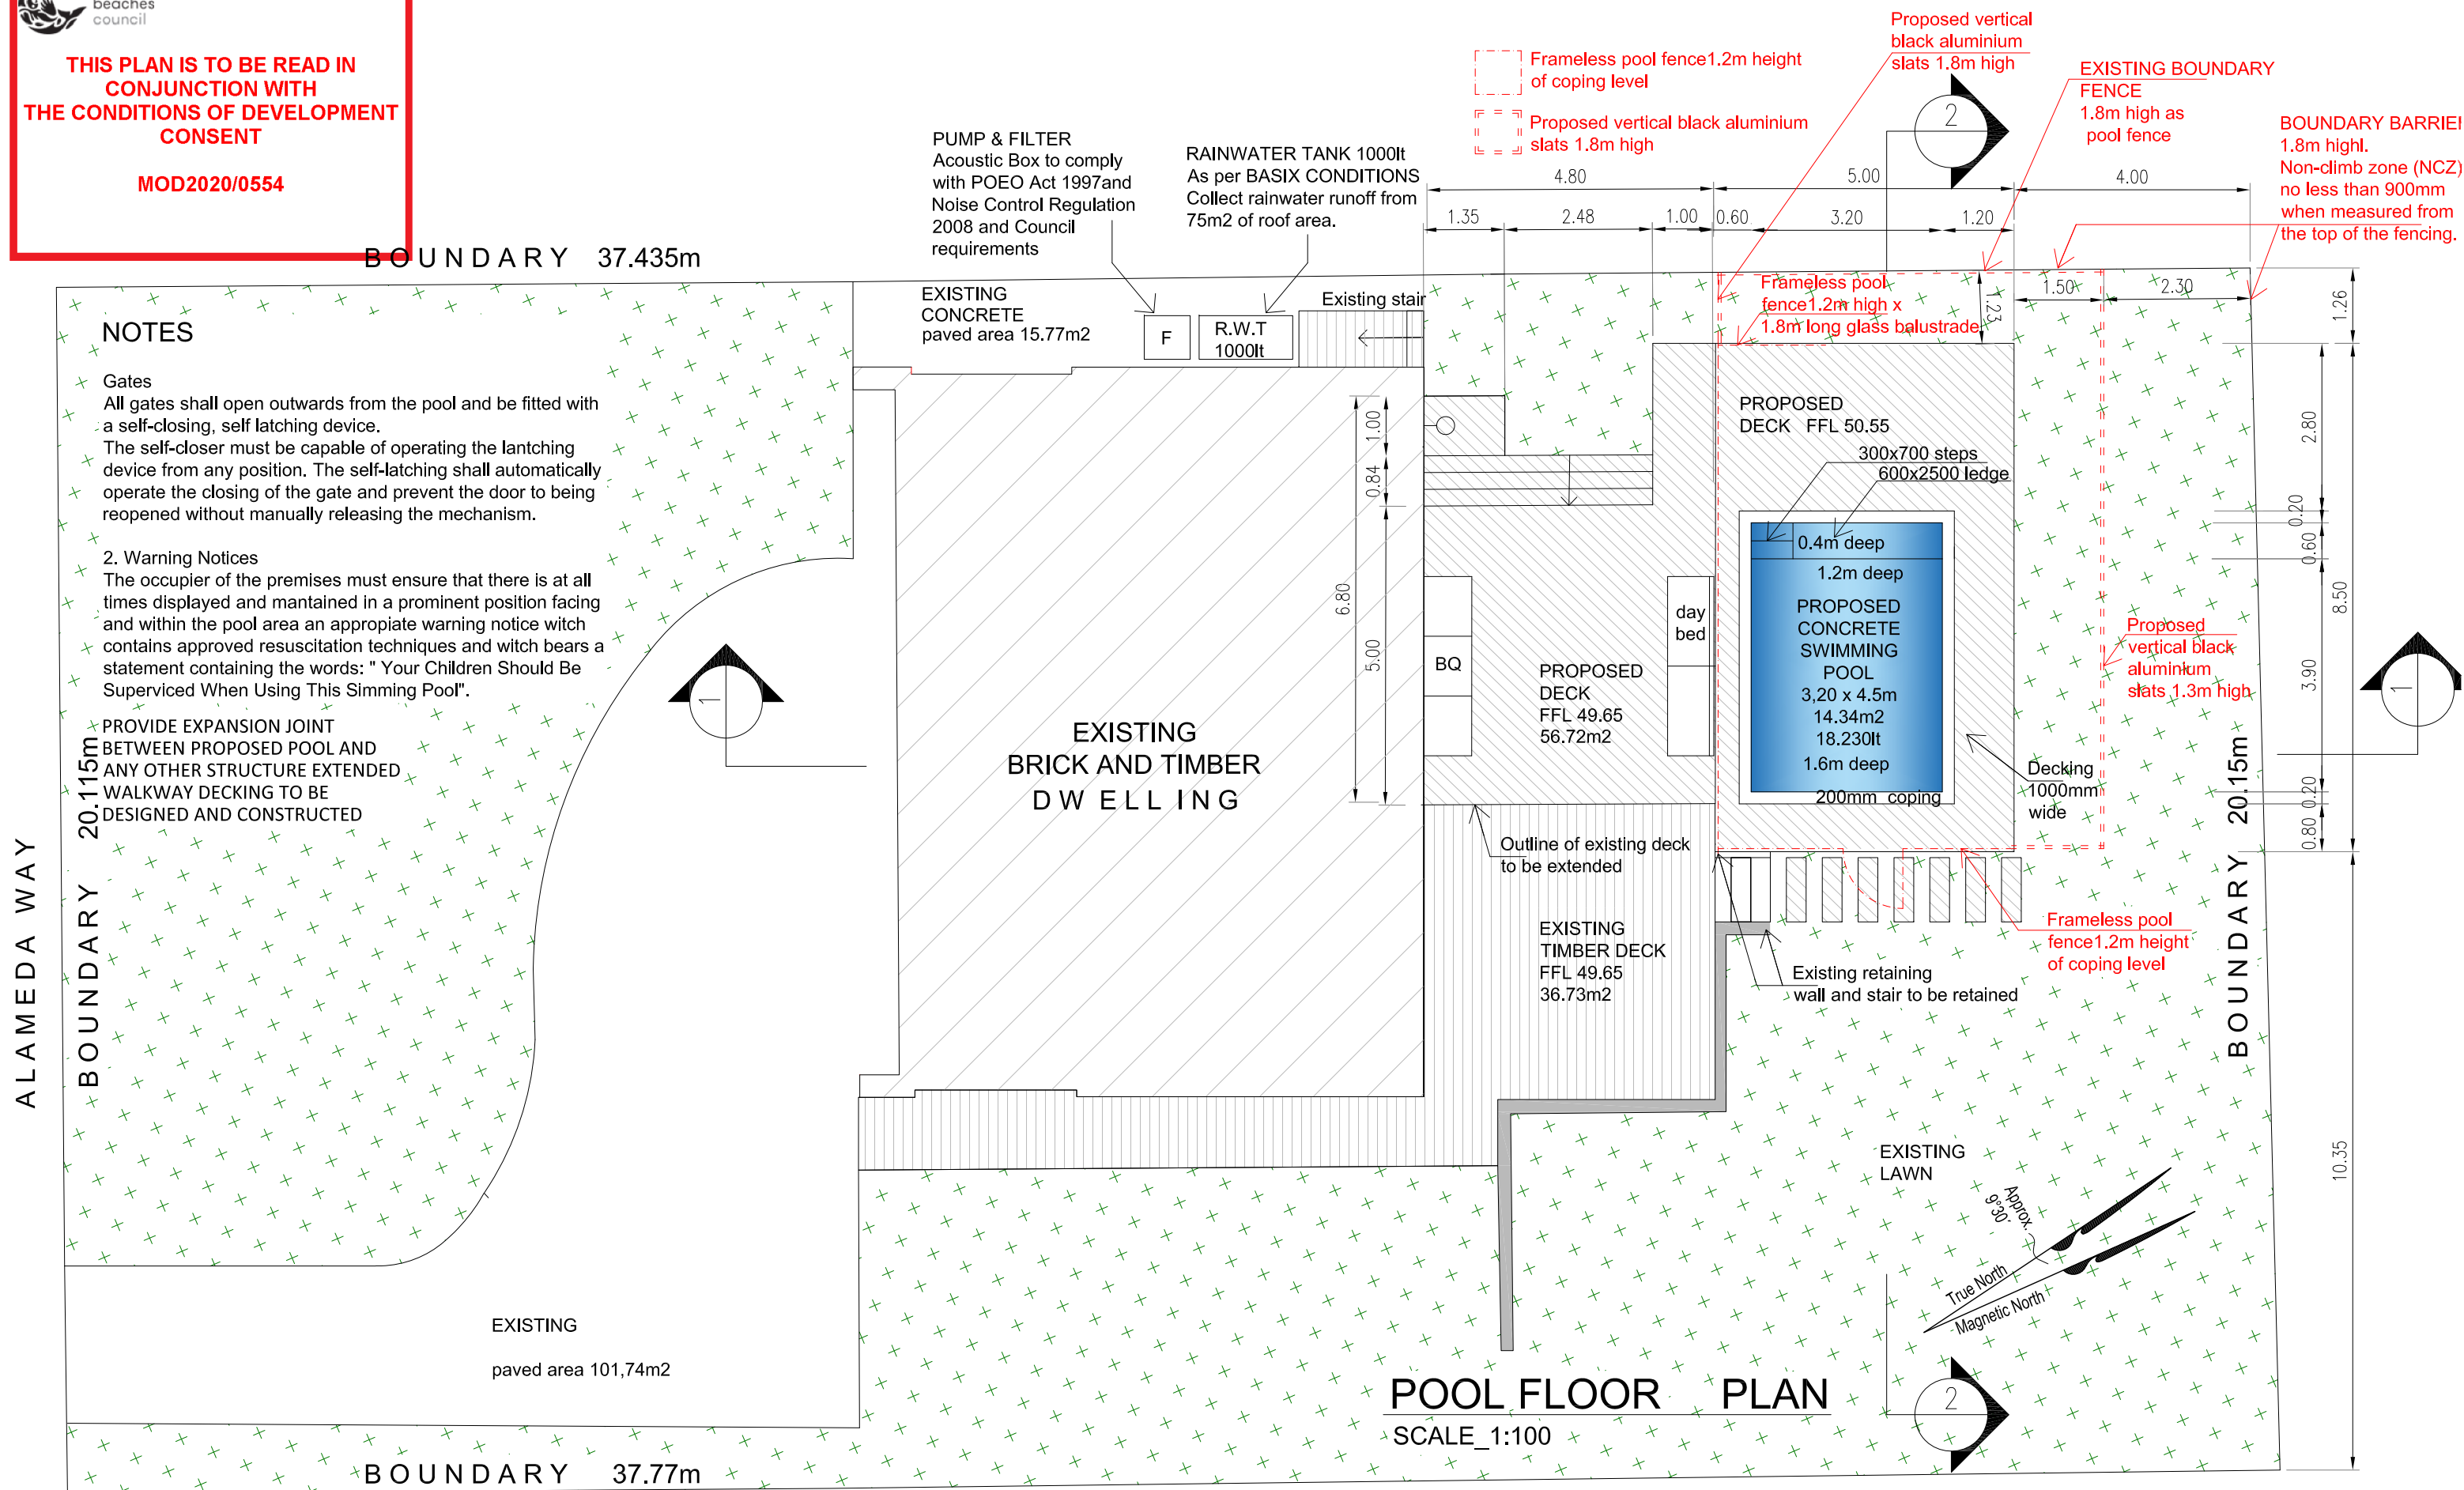 beaches
council
THIS PLAN IS TO BE READ IN
CONJUNCTION WITH
THE CONDITIONS OF DEVELOPMENT
CONSENT
MOD2020/0554
Frameless pool fence1.2m height
of coping level
Proposed vertical black aluminium
slats 1.8m high
Proposed vertical
black aluminium
slats 1.8m high
EXISTING BOUNDARY
FENCE
1.8m high as
pool fence
BOUNDARY BARRIE
1.8m highl.
Non-climb zone (NCZ)
no less than 900mm
when measured from
the top of the fencing.
PUMP & FILTER
Acoustic Box to comply
with POEO Act 1997and
Noise Control Regulation
2008 and Council
requirements
RAINWATER TANK 1000lt
As per BASIX CONDITIONS
Collect rainwater runoff from
75m2 of roof area.
2
4.80
5.00
4.00
1.35
2.48
1.00
0.60
3.20
1.20
BOUNDARY 37.435m
EXISTING
CONCRETE
paved area 15.77m2
F
R.W.T
1000lt
Existing stair
Frameless pool
fence1.2m high x
1.8m long glass balustrade
1.23
1.50
2.30
1.26
NOTES
Gates
All gates shall open outwards from the pool and be fitted with
a self-closing, self latching device.
The self-closer must be capable of operating the lantching
device from any position. The self-latching shall automatically
operate the closing of the gate and prevent the door to being
reopened without manually releasing the mechanism.
2. Warning Notices
The occupier of the premises must ensure that there is at all
times displayed and mantained in a prominent position facing
and within the pool area an appropiate warning notice witch
contains approved resuscitation techniques and witch bears a
statement containing the words: " Your Children Should Be
Superviced When Using This Simming Pool".
PROVIDE EXPANSION JOINT
BETWEEN PROPOSED POOL AND
ANY OTHER STRUCTURE EXTENDED
WALKWAY DECKING TO BE
DESIGNED AND CONSTRUCTED
ALAMEDA WAY
BOUNDARY 20.115m
1
EXISTING
BRICK AND TIMBER
DWELLING
1.00
0.84
6.80
5.00
BQ
day
bed
PROPOSED
DECK
FFL 49.65
56.72m2
PROPOSED
DECK FFL 50.55
300x700 steps
600x2500 ledge
0.4m deep
1.2m deep
PROPOSED
CONCRETE
SWIMMING
POOL
3,20 x 4.5m
14.34m2
18.230lt
1.6m deep
200mm coping
Proposed
vertical black
aluminium
slats 1.3m high
Decking
1000mm
wide
2.80
0.20
0.60
3.90
0.20
0.80
8.50
10.35
1
BOUNDARY 20.15m
Outline of existing deck
to be extended
EXISTING
TIMBER DECK
FFL 49.65
36.73m2
Existing retaining
wall and stair to be retained
Frameless pool
fence1.2m height
of coping level
EXISTING
LAWN
Approx.
9°30'
True North
Magnetic North
EXISTING
paved area 101,74m2
POOL FLOOR PLAN
SCALE_1:100
2
BOUNDARY 37.77m